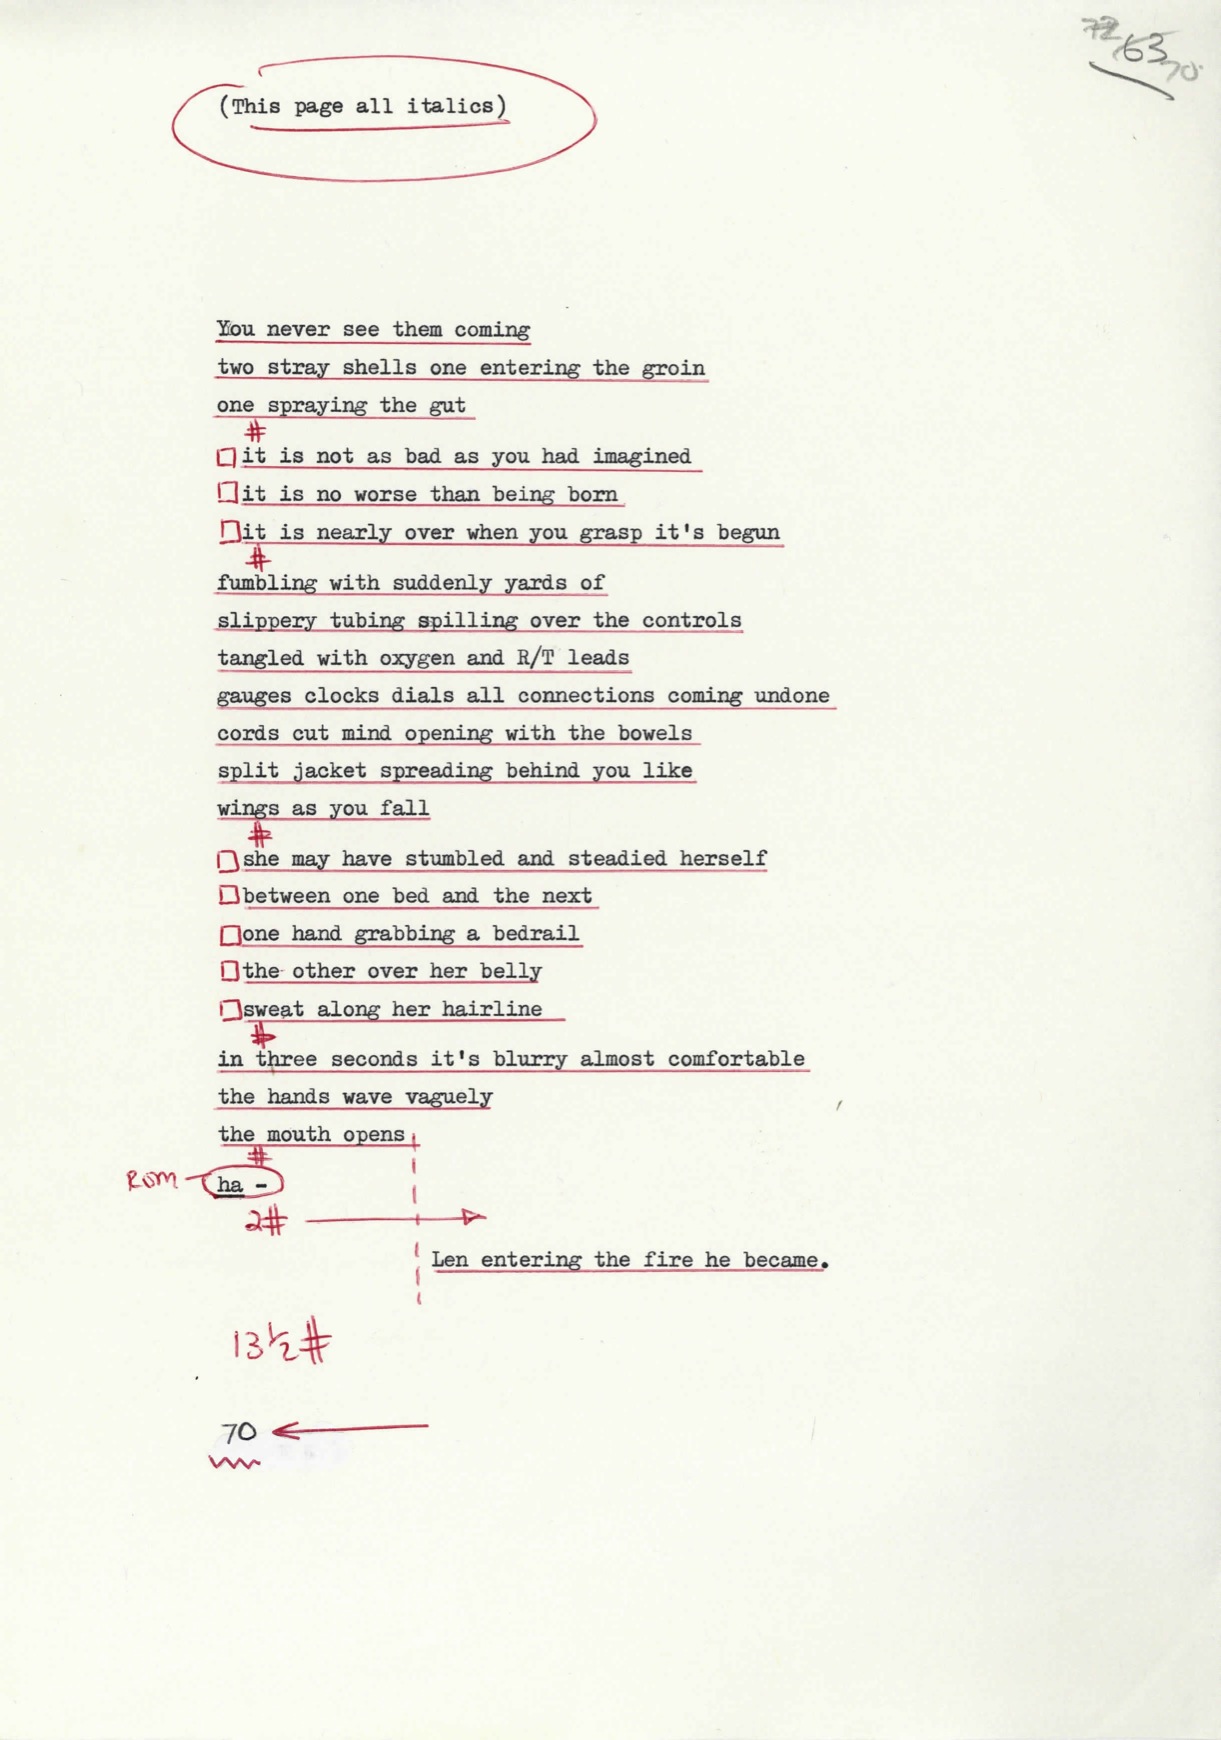 72 63 70
(This page all italics)
You never see them coming
two stray shells one entering the groin
one spraying the gut
#
it is not as bad as you had imagined
it is no worse than being born
it is nearly over when you grasp it's begun
#
fumbling with suddenly yards of
slippery tubing spilling over the controls
tangled with oxygen and R/T leads
gauges clocks dials all connections coming undone
cords cut mind opening with the bowels
split jacket spreading behind you like
wings as you fall
#
she may have stumbled and steadied herself
between one bed and the next
one hand grabbing a bedrail
the other over her belly
sweat along her hairline
#
in three seconds it's blurry almost comfortable
the hands wave vaguely
the mouth opens
#
ROM ha -
2#
Len entering the fire he became.
13½#
70